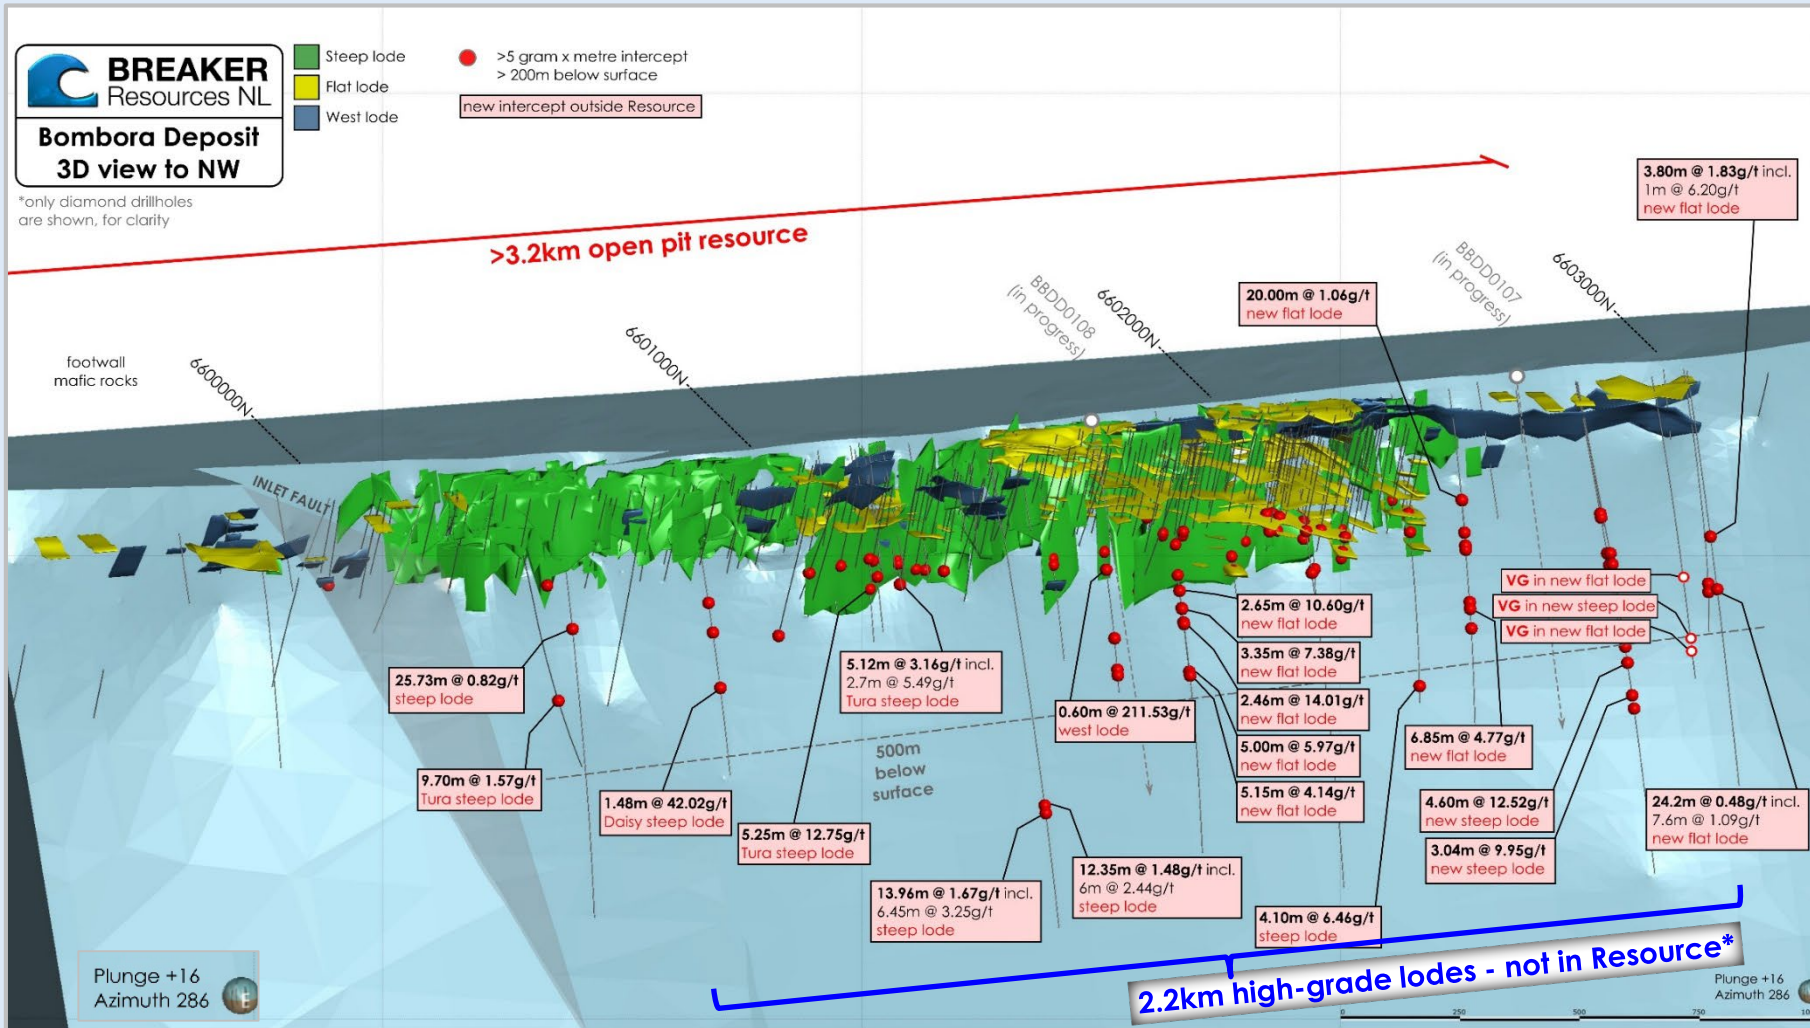 BREAKER
Resources NL
Bombora Deposit
3D view to NW
*only diamond drillholes
are shown, for clarity
Steep lode
Flat lode
West lode
>5 gram x metre intercept
> 200m below surface
new intercept outside Resource
>3.2km open pit resource
footwall
mafic rocks
6600000N
6601000N
BBDD0108
(in progress)
6602000N
BBDD0107
(in progress)
6603000N
INLET FAULT
3.80m @ 1.83g/t incl.
1m @ 6.20g/t
new flat lode
20.00m @ 1.06g/t
new flat lode
VG in new flat lode
VG in new steep lode
VG in new flat lode
25.73m @ 0.82g/t
steep lode
9.70m @ 1.57g/t
Tura steep lode
1.48m @ 42.02g/t
Daisy steep lode
5.12m @ 3.16g/t incl.
2.7m @ 5.49g/t
Tura steep lode
5.25m @ 12.75g/t
Tura steep lode
500m
below
surface
0.60m @ 211.53g/t
west lode
2.65m @ 10.60g/t
new flat lode
3.35m @ 7.38g/t
new flat lode
2.46m @ 14.01g/t
new flat lode
5.00m @ 5.97g/t
new flat lode
5.15m @ 4.14g/t
new flat lode
13.96m @ 1.67g/t incl.
6.45m @ 3.25g/t
steep lode
12.35m @ 1.48g/t incl.
6m @ 2.44g/t
steep lode
4.10m @ 6.46g/t
steep lode
6.85m @ 4.77g/t
new flat lode
4.60m @ 12.52g/t
new steep lode
3.04m @ 9.95g/t
new steep lode
24.2m @ 0.48g/t incl.
7.6m @ 1.09g/t
new flat lode
2.2km high-grade lodes - not in Resource*
Plunge +16
Azimuth 286
E
Plunge +16
Azimuth 286
0 250 500 750